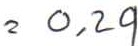 = 0,29